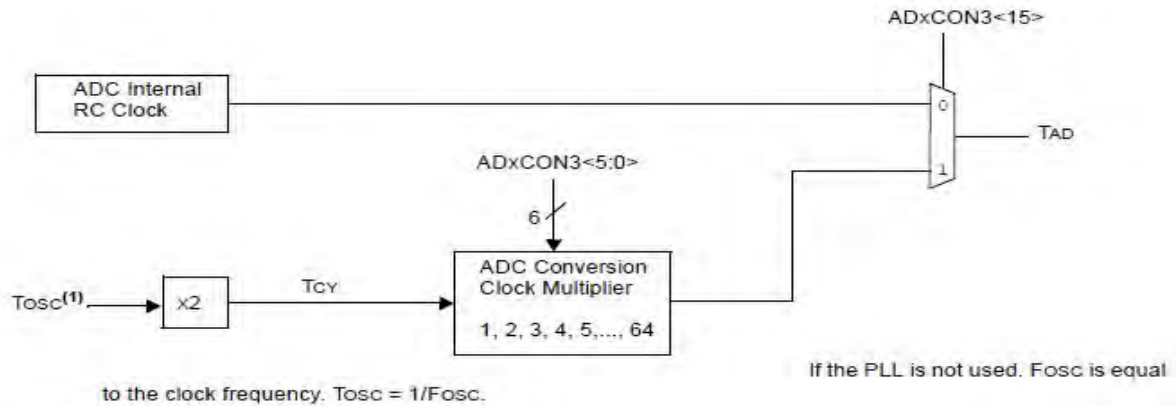 ADxCON3<15>
ADC Internal
RC Clock
0
TAD
ADxCON3<5:0>
1
6
ADC Conversion
Clock Multiplier
TOSC(1)
x2
TCY
1, 2, 3, 4, 5,..., 64
If the PLL is not used. FOSC is equal
to the clock frequency. TOSC = 1/FOSC.